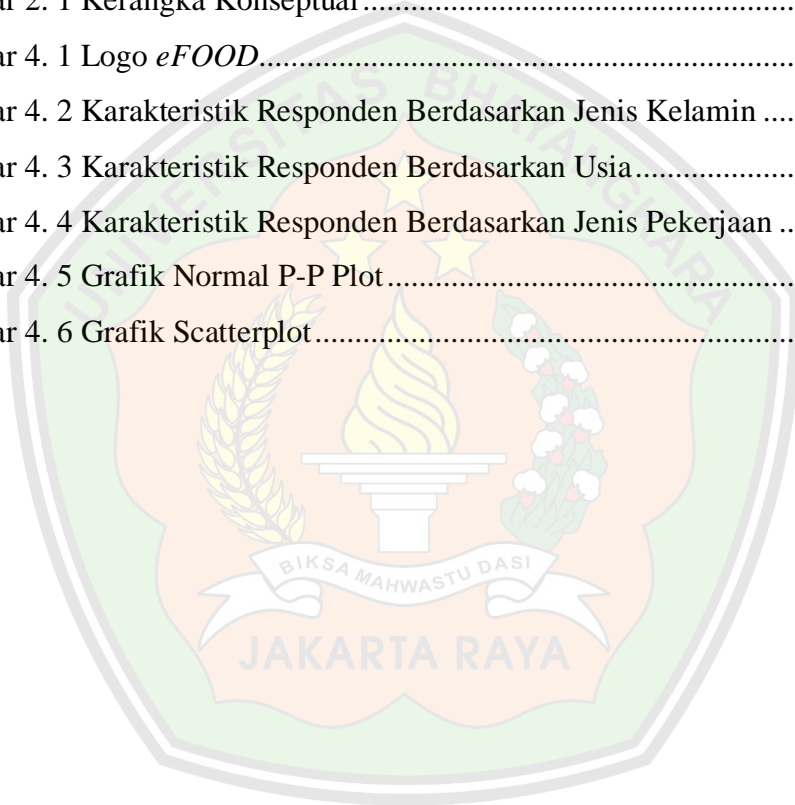 ar 2. 1 Kerangka Konseptual
ar 4. 1 Logo eFOOD
ar 4. 2 Karakteristik Responden Berdasarkan Jenis Kelamin
ar 4. 3 Karakteristik Responden Berdasarkan Usia
ar 4. 4 Karakteristik Responden Berdasarkan Jenis Pekerjaan
ar 4. 5 Grafik Normal P-P Plot
ar 4. 6 Grafik Scatterplot
UNIVERSITAS BHAYANGKARA
BIKSA MAHWASTU DASI
JAKARTA RAYA